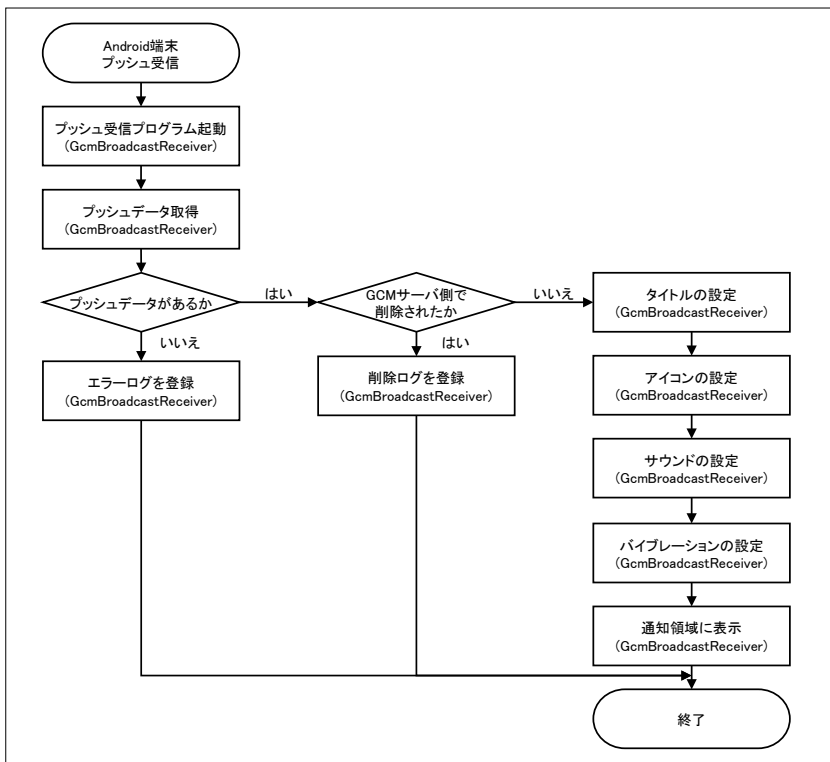 Android端末
プッシュ受信
プッシュ受信プログラム起動
(GcmBroadcastReceiver)
プッシュデータ取得
(GcmBroadcastReceiver)
プッシュデータがあるか
はい
GCMサーバ側で
削除されたか
いいえ
タイトルの設定
(GcmBroadcastReceiver)
いいえ
はい
エラーログを登録
(GcmBroadcastReceiver)
削除ログを登録
(GcmBroadcastReceiver)
アイコンの設定
(GcmBroadcastReceiver)
サウンドの設定
(GcmBroadcastReceiver)
バイブレーションの設定
(GcmBroadcastReceiver)
通知領域に表示
(GcmBroadcastReceiver)
終了